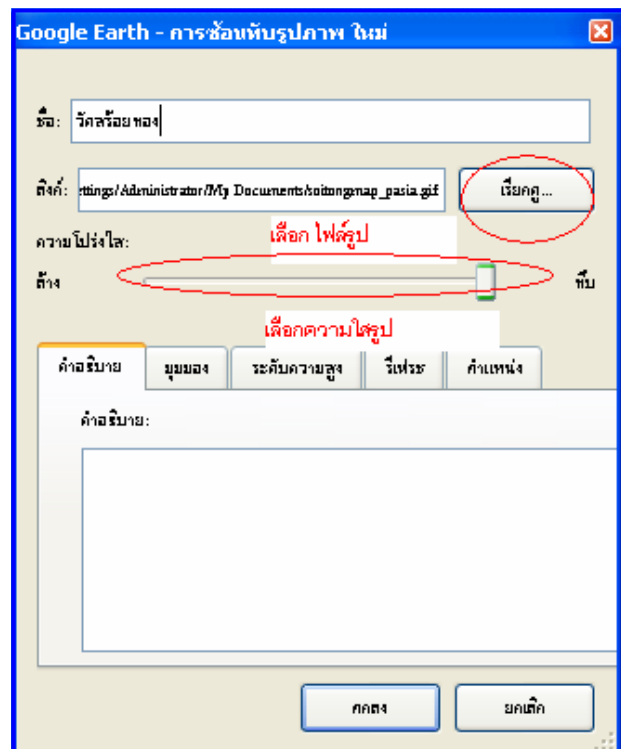 Google Earth - การซ้อนทับรูปภาพ ใหม่
ชื่อ: วัดสร้อยทอง
ลิงค์: ttings/Administrator/My Documents/soitongmap_pasia.gif เรียกดู...
ความโปร่งใส: เลือก ไฟล์รูป
ล้าง ทึบ
เลือกความใสรูป
คำอธิบาย มุมมอง ระดับความสูง รีเฟรช ตำแหน่ง
คำอธิบาย:
ตกลง ยกเลิก